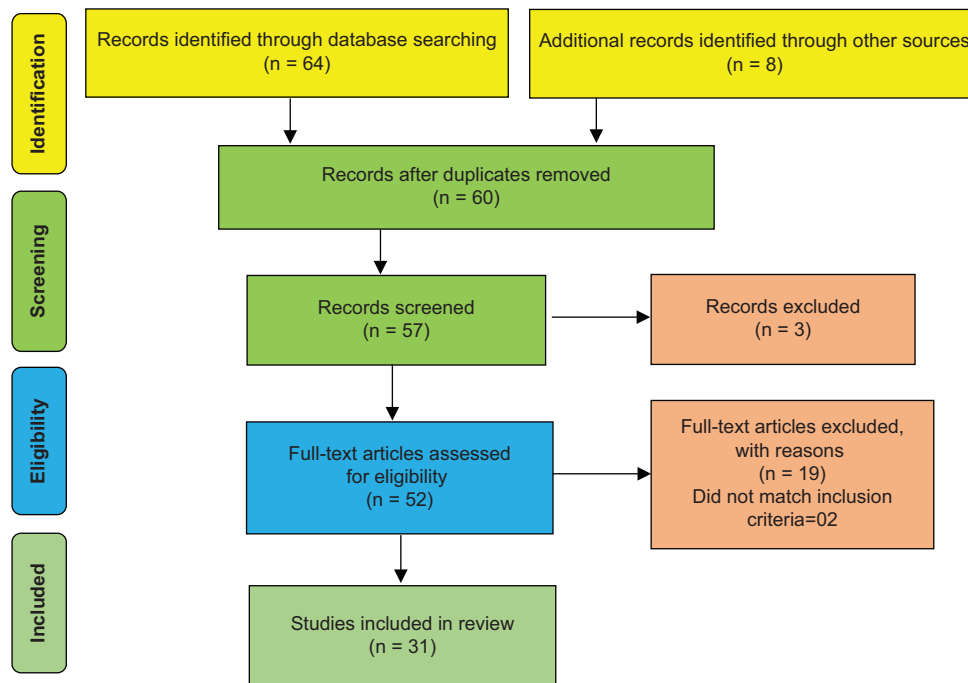 Identification
Records identified through database searching
(n = 64)
Additional records identified through other sources
(n = 8)
Records after duplicates removed
(n = 60)
Screening
Records screened
(n = 57)
Records excluded
(n = 3)
Eligibility
Full-text articles assessed
for eligibility
(n = 52)
Full-text articles excluded,
with reasons
(n = 19)
Did not match inclusion
criteria=02
Included
Studies included in review
(n = 31)